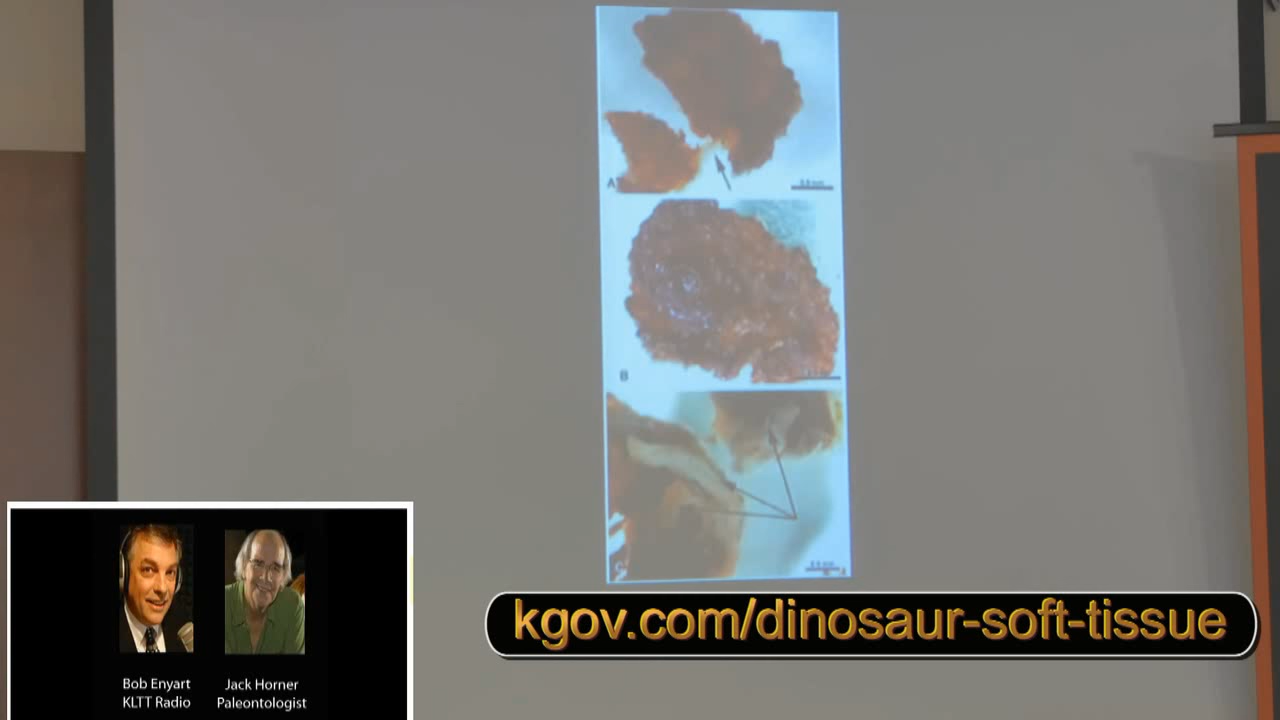 A
B
C
kgov.com/dinosaur-soft-tissue
Bob Enyart
KLTT Radio
Jack Horner
Paleontologist